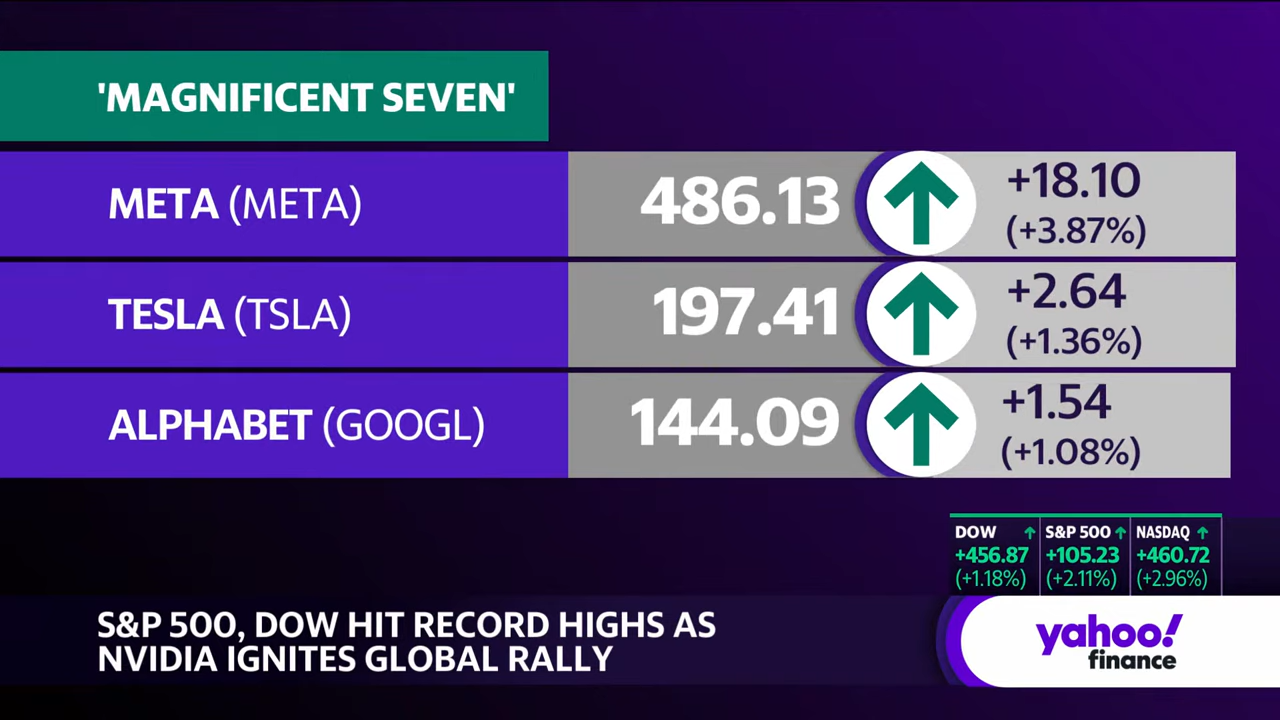 'MAGNIFICENT SEVEN'
META (META) 486.13 +18.10
(+3.87%)
TESLA (TSLA) 197.41 +2.64
(+1.36%)
ALPHABET (GOOGL) 144.09 +1.54
(+1.08%)
DOW S&P 500 NASDAQ
+456.87 +105.23 +460.72
(+1.18%) (+2.11%) (+2.96%)
S&P 500, DOW HIT RECORD HIGHS AS
NVIDIA IGNITES GLOBAL RALLY
yahoo!
finance